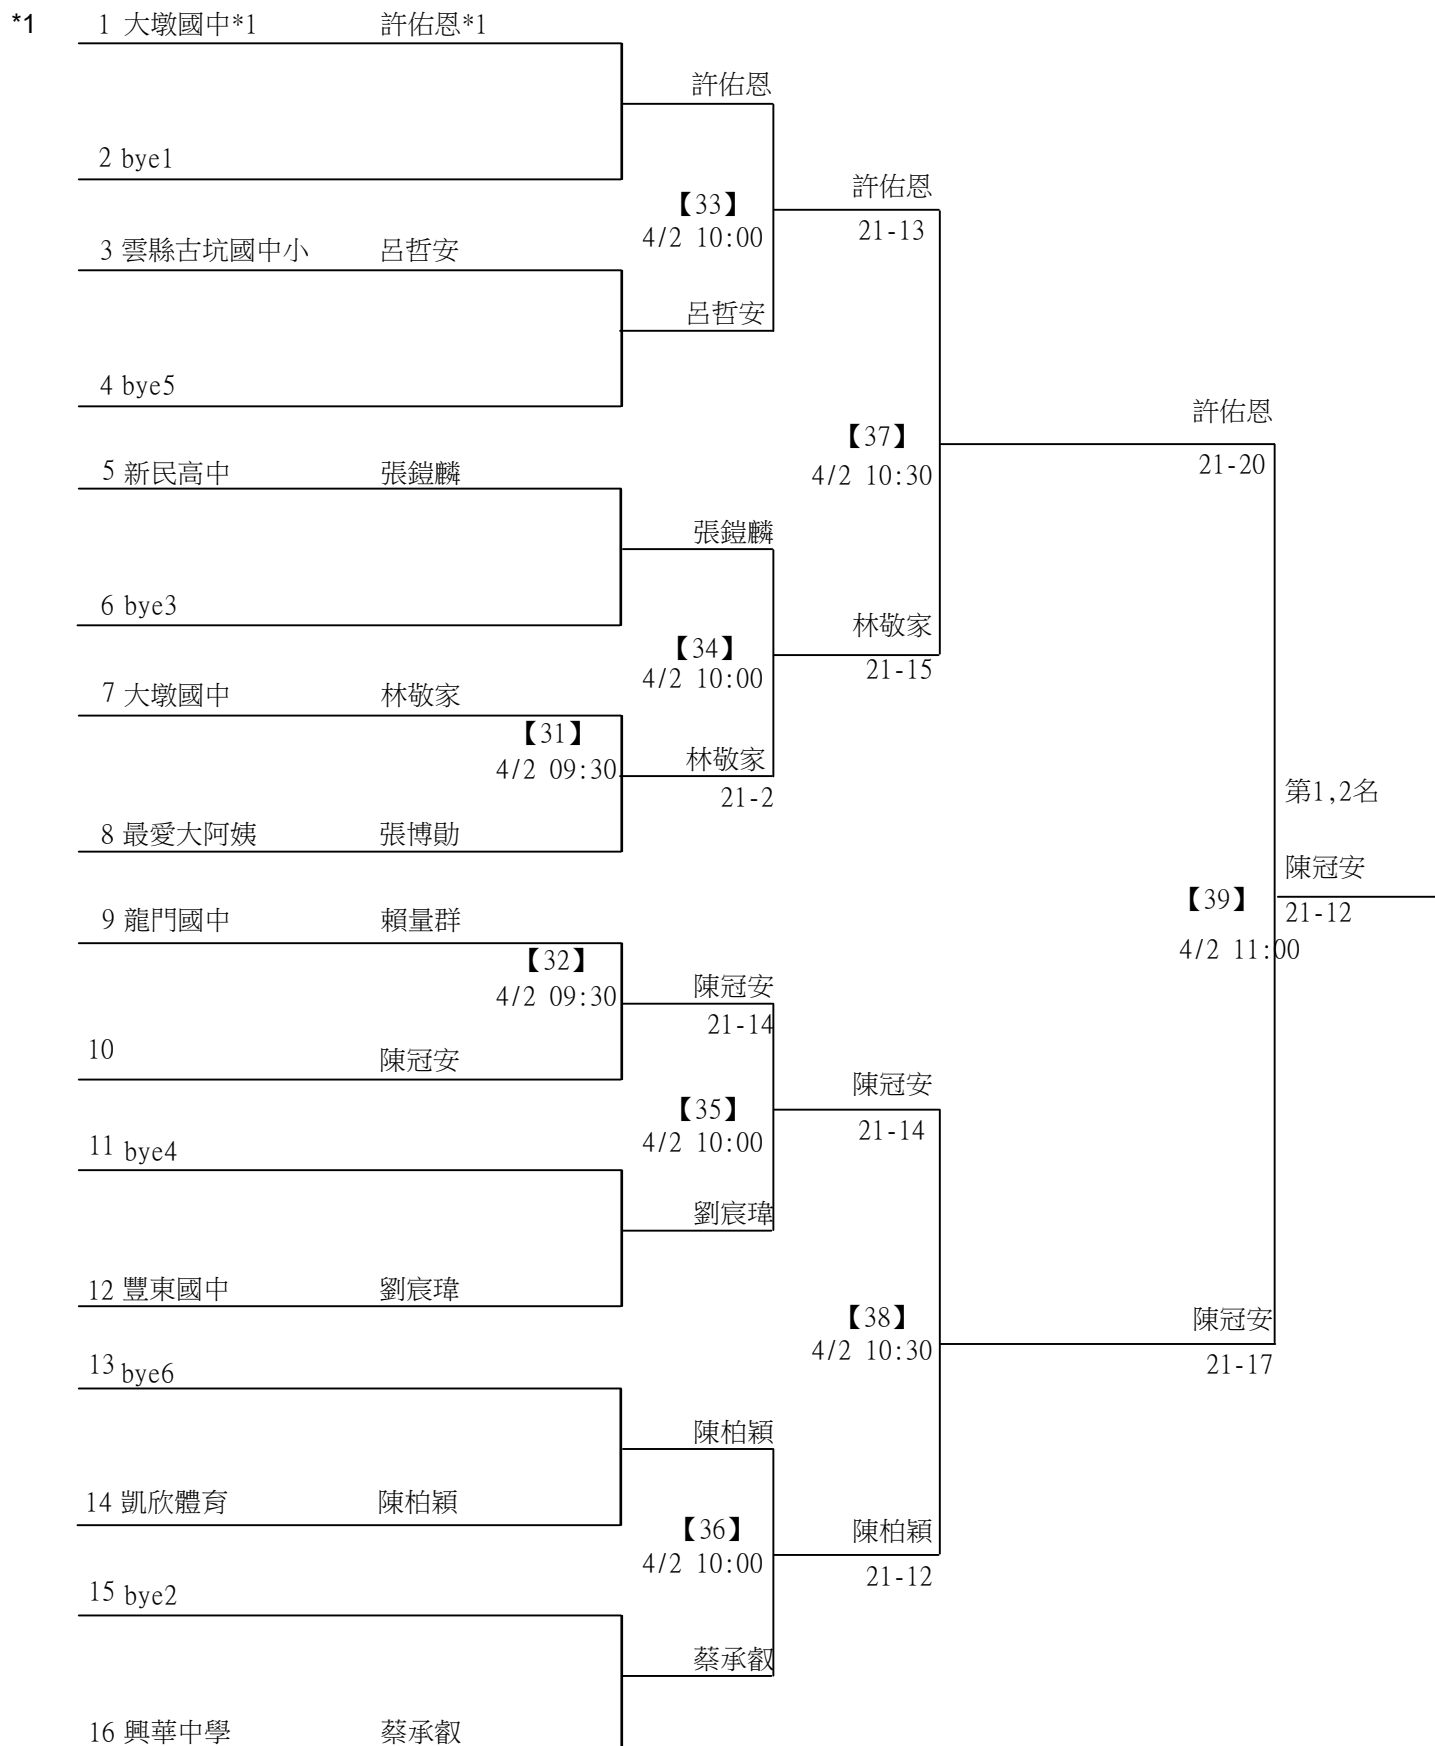 *1
1 大墩國中*1 許佑恩*1
許佑恩
2 bye1
許佑恩
【33】
21-13
4/2 10:00
3 雲縣古坑國中小 呂哲安
呂哲安
4 bye5
許佑恩
【37】
21-20
4/2 10:30
5 新民高中 張鎧麟
張鎧麟
6 bye3
林敬家
【34】
21-15
4/2 10:00
7 大墩國中 林敬家
【31】
4/2 09:30
林敬家
21-2
第1,2名
8 最愛大阿姨 張博勛
陳冠安
【39】
21-12
4/2 11:00
9 龍門國中 賴量群
【32】
4/2 09:30
陳冠安
21-14
10 陳冠安
陳冠安
【35】
21-14
4/2 10:00
11 bye4
劉宸瑋
12 豐東國中 劉宸瑋
【38】
陳冠安
4/2 10:30
21-17
13 bye6
陳柏穎
14 凱欣體育 陳柏穎
【36】
陳柏穎
4/2 10:00
21-12
15 bye2
蔡承叡
16 興華中學 蔡承叡